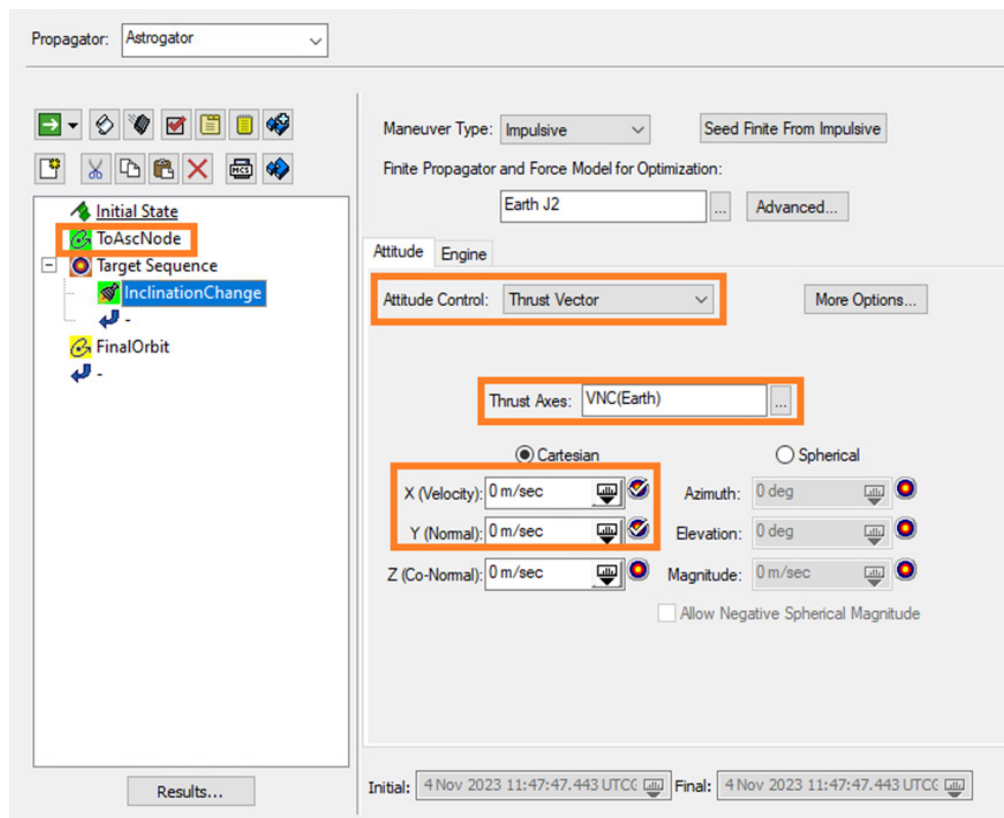 Propagator: Astrogator
Maneuver Type: Impulsive Seed Finite From Impulsive
Finite Propagator and Force Model for Optimization:
Earth J2 ... Advanced...
Initial State
ToAscNode
Target Sequence
InclinationChange
-
FinalOrbit
-
Results...
Attitude Engine
Attitude Control: Thrust Vector More Options...
Thrust Axes: VNC(Earth) ...
Cartesian Spherical
X (Velocity): 0 m/sec Azimuth: 0 deg
Y (Normal): 0 m/sec Elevation: 0 deg
Z (Co-Normal): 0 m/sec Magnitude: 0 m/sec
Allow Negative Spherical Magnitude
Initial: 4 Nov 2023 11:47:47.443 UTCG Final: 4 Nov 2023 11:47:47.443 UTCG